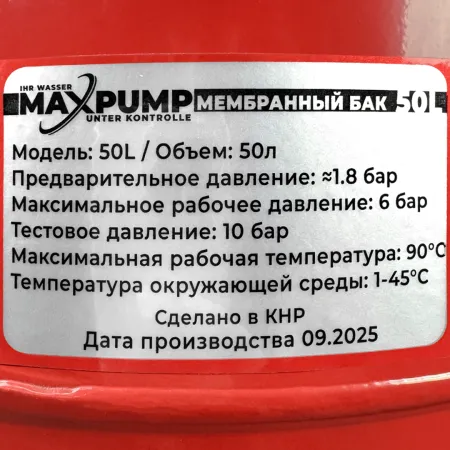 IHR WASSER
MAXPUMP МЕМБРАННЫЙ БАК 50L
UNTER KONTROLLE
Модель: 50L / Объем: 50л
Предварительное давление: ≈1.8 бар
Максимальное рабочее давление: 6 бар
Тестовое давление: 10 бар
Максимальная рабочая температура: 90°C
Температура окружающей среды: 1-45°C
Сделано в КНР
Дата производства 09.2025